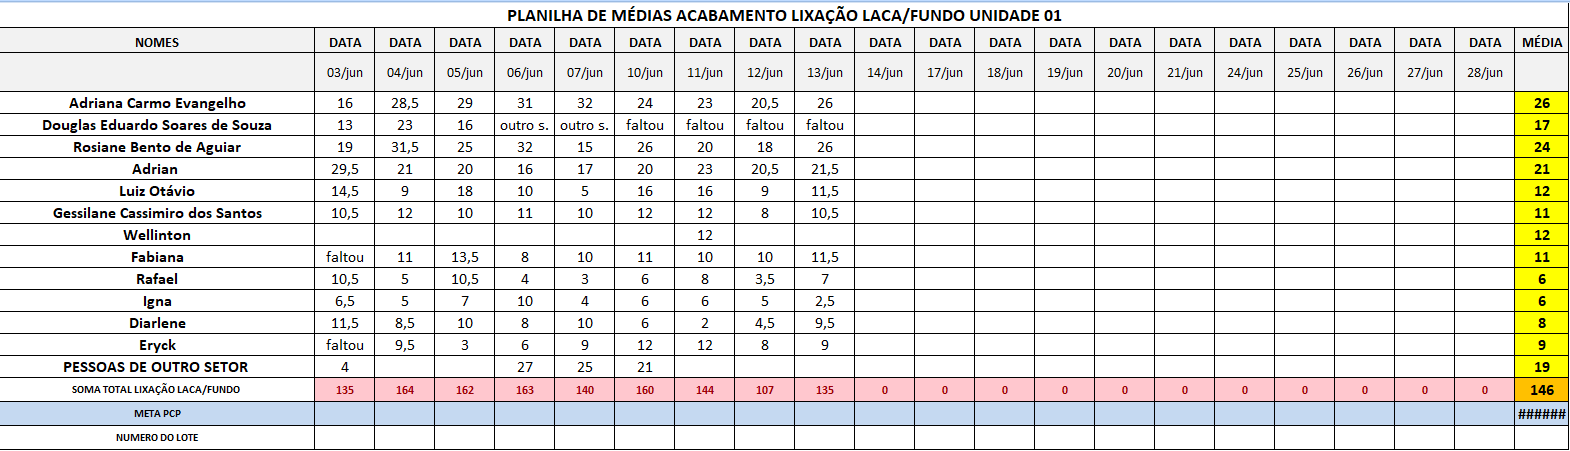 PLANILHA DE MÉDIAS ACABAMENTO LIXAÇÃO LACA/FUNDO UNIDADE 01
NOMES DATA DATA DATA DATA DATA DATA DATA DATA DATA DATA DATA DATA DATA DATA DATA DATA DATA DATA DATA DATA MÉDIA
03/jun 04/jun 05/jun 06/jun 07/jun 10/jun 11/jun 12/jun 13/jun 14/jun 17/jun 18/jun 19/jun 20/jun 21/jun 24/jun 25/jun 26/jun 27/jun 28/jun
Adriana Carmo Evangelho 16 28,5 29 31 32 24 23 20,5 26 26
Douglas Eduardo Soares de Souza 13 23 16 outro s. outro s. faltou faltou faltou faltou 17
Rosiane Bento de Aguiar 19 31,5 25 32 15 26 20 18 26 24
Adrian 29,5 21 20 16 17 20 23 20,5 21,5 21
Luiz Otávio 14,5 9 18 10 5 16 16 9 11,5 12
Gessilane Cassimiro dos Santos 10,5 12 10 11 10 12 12 8 10,5 11
Wellinton 12 12
Fabiana faltou 11 13,5 8 10 11 10 10 11,5 11
Rafael 10,5 5 10,5 4 3 6 8 3,5 7 6
Igna 6,5 5 7 10 4 6 6 5 2,5 6
Diarlene 11,5 8,5 10 8 10 6 2 4,5 9,5 8
Eryck faltou 9,5 3 6 9 12 12 8 9 9
PESSOAS DE OUTRO SETOR 4 27 25 21 19
SOMA TOTAL LIXAÇÃO LACA/FUNDO 135 164 162 163 140 160 144 107 135 0 0 0 0 0 0 0 0 0 0 0 146
META PCP ######
NUMERO DO LOTE